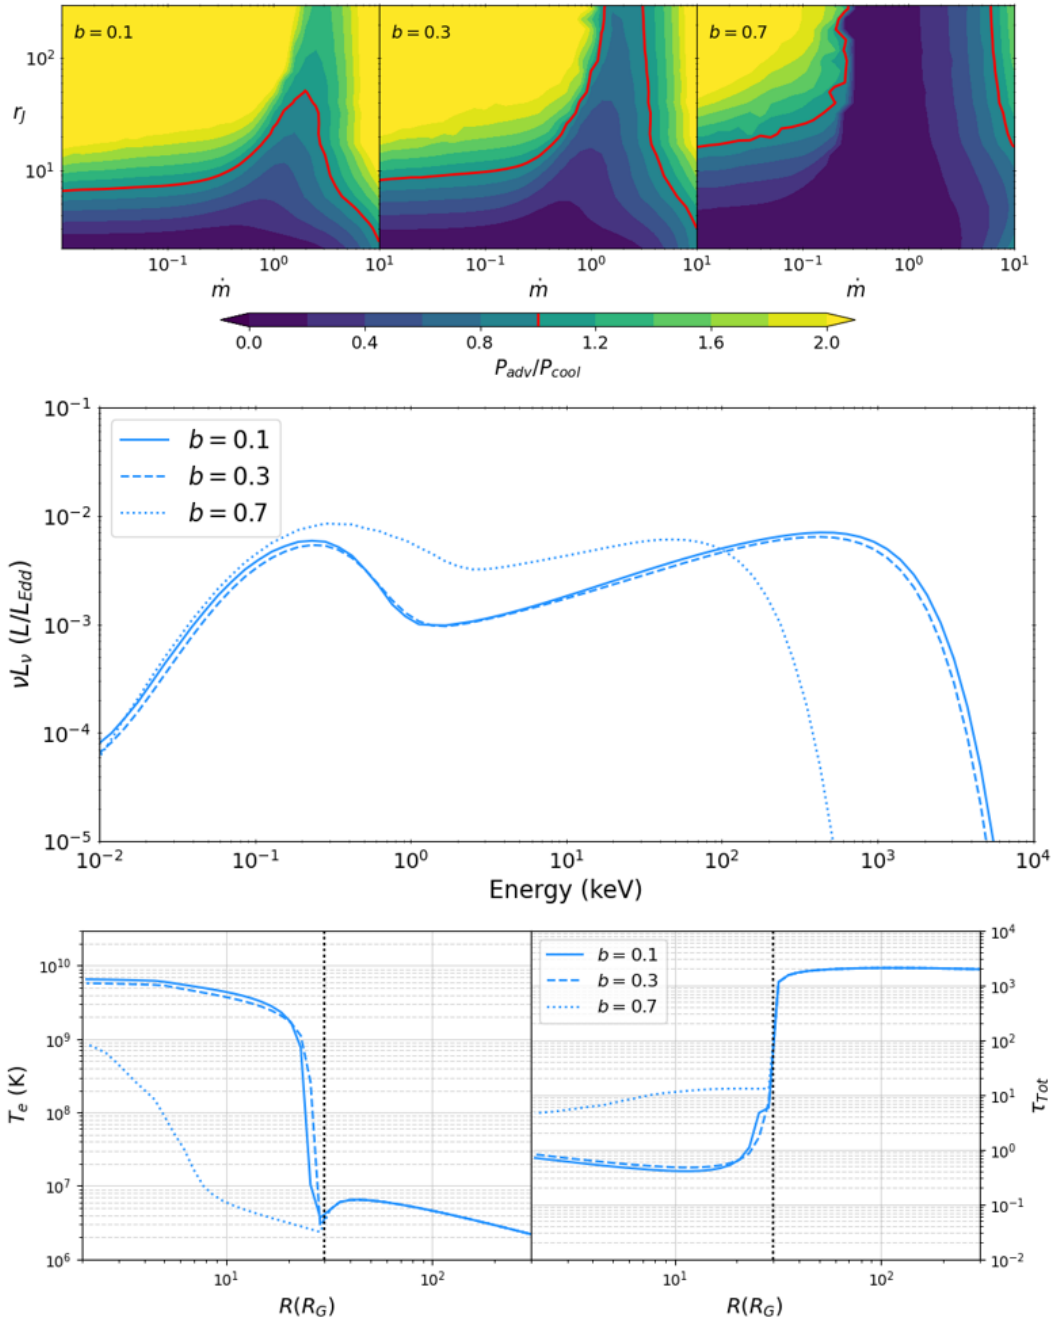 b = 0.1 b = 0.3 b = 0.7
10² 10¹
r_J
10⁻¹ 10⁰ 10¹ 10⁻¹ 10⁰ 10¹ 10⁻¹ 10⁰ 10¹
ṁ ṁ ṁ
0.0 0.4 0.8 1.2 1.6 2.0
P_adv/P_cool
10⁻¹
b = 0.1
b = 0.3
b = 0.7
10⁻²
10⁻³
10⁻⁴
10⁻⁵
νL_ν (L/L_Edd)
10⁻² 10⁻¹ 10⁰ 10¹ 10² 10³ 10⁴
Energy (keV)
10¹⁰
10⁹
10⁸
10⁷
10⁶
T_e (K)
10¹ 10²
R(R_G)
b = 0.1
b = 0.3
b = 0.7
10⁴
10³
10²
10¹
10⁰
10⁻¹
10⁻²
τ_Tot
10¹ 10²
R(R_G)